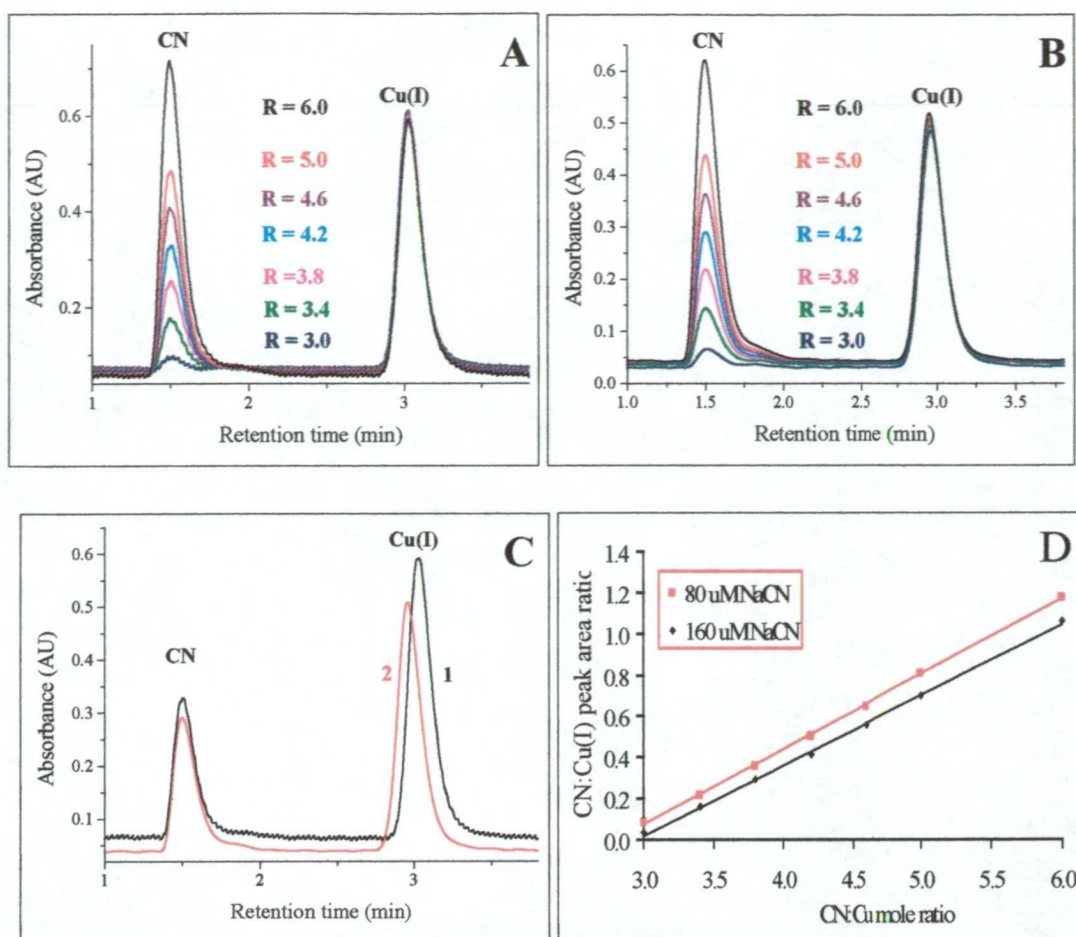 A
CN
Cu(I)
R = 6.0
R = 5.0
R = 4.6
R = 4.2
R =3.8
R = 3.4
R = 3.0
Absorbance (AU)
0.6
0.4
0.2
1
2
3
Retention time (min)
B
CN
Cu(I)
R = 6.0
R = 5.0
R = 4.6
R = 4.2
R = 3.8
R = 3.4
R = 3.0
Absorbance (AU)
0.6
0.5
0.4
0.3
0.2
0.1
0.0
1.0
1.5
2.0
2.5
3.0
3.5
Retention time (min)
C
CN
Cu(I)
2
1
Absorbance (AU)
0.6
0.5
0.4
0.3
0.2
0.1
1
2
3
Retention time (min)
D
80 uMNaCN
160 uMNaCN
CN:Cu(I) peak area ratio
1.4
1.2
1.0
0.8
0.6
0.4
0.2
0.0
3.0
3.5
4.0
4.5
5.0
5.5
6.0
CN:Cu mole ratio